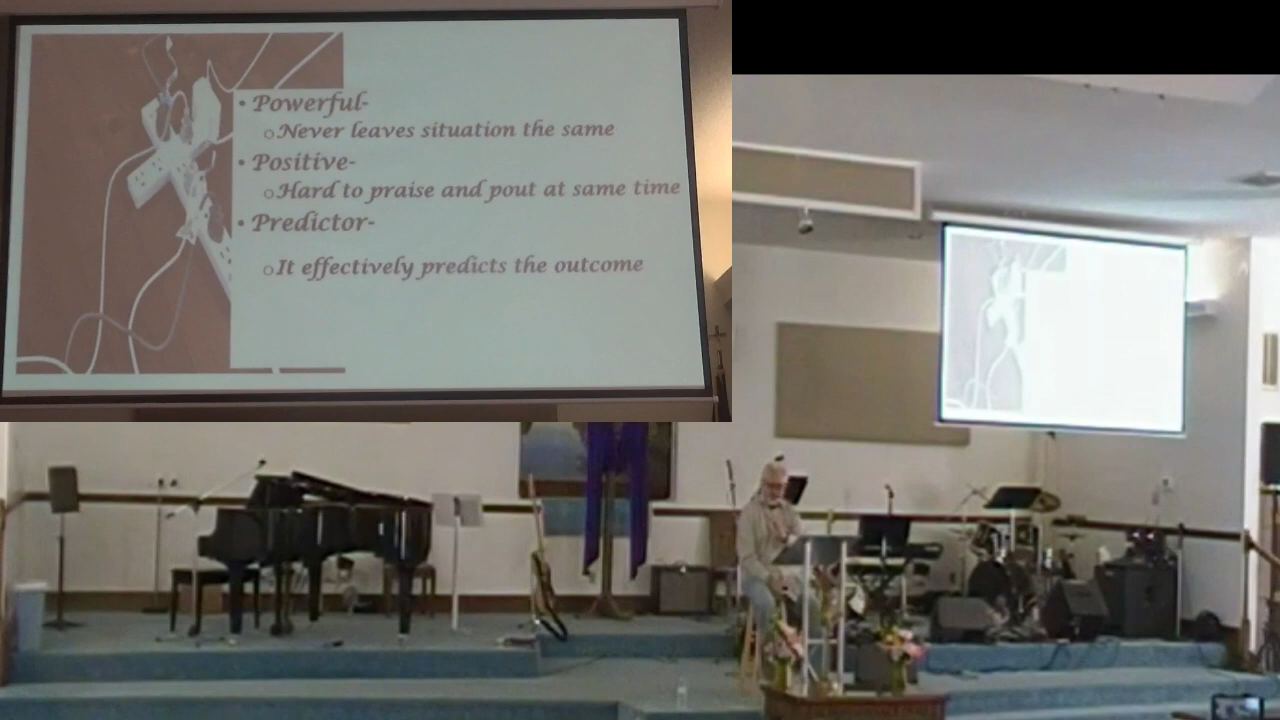 • Powerful-
o Never leaves situation the same
• Positive-
o Hard to praise and pout at same time
• Predictor-
o It effectively predicts the outcome